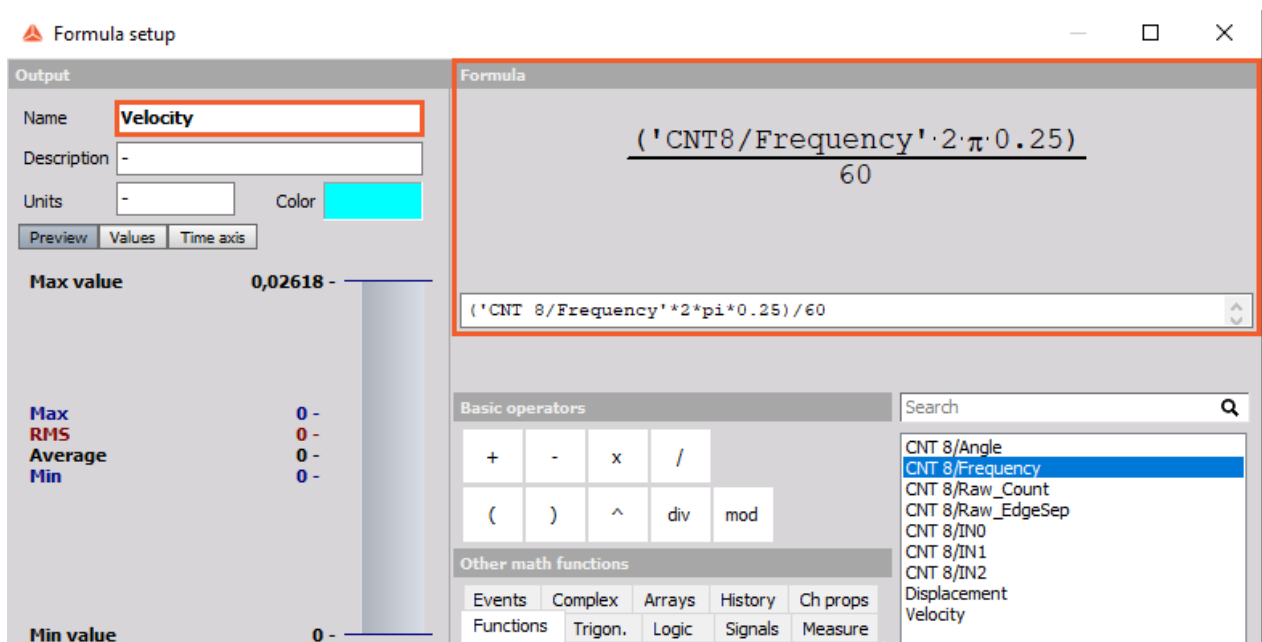 Formula setup
Output
Name Velocity
Description -
Units - Color
Preview Values Time axis
Max value 0,02618 -
Max 0 -
RMS 0 -
Average 0 -
Min 0 -
Min value 0 -
Formula
('CNT8/Frequency'·2·π·0.25)
60
('CNT 8/Frequency'*2*pi*0.25)/60
Basic operators
+ - x /
( ) ^ div mod
Other math functions
Events Complex Arrays History Ch props
Functions Trigon. Logic Signals Measure
Search
CNT 8/Angle
CNT 8/Frequency
CNT 8/Raw_Count
CNT 8/Raw_EdgeSep
CNT 8/IN0
CNT 8/IN1
CNT 8/IN2
Displacement
Velocity